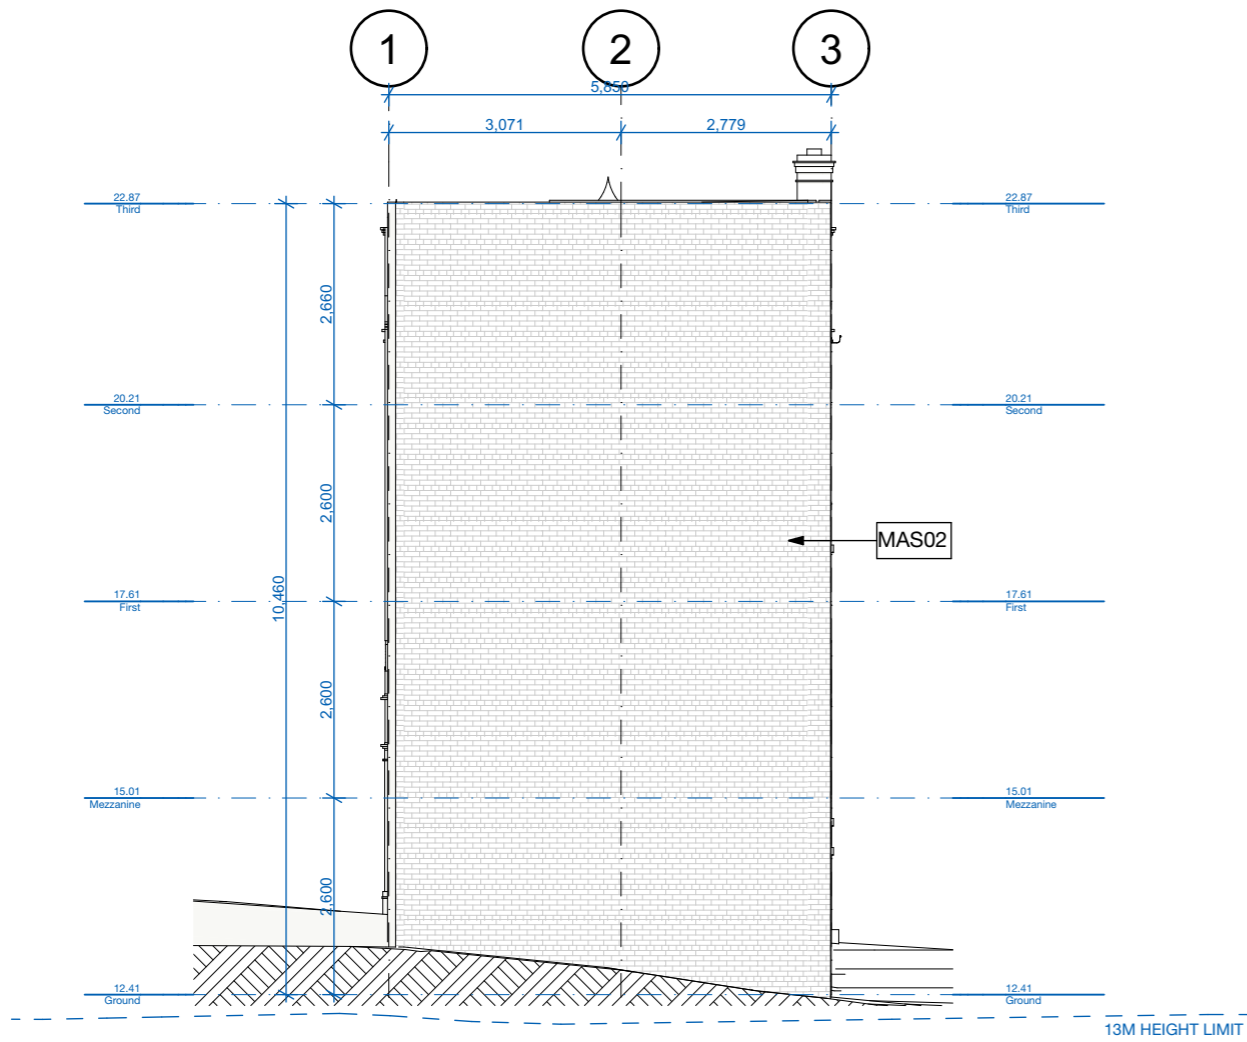 1 2 3
5,850
3,071 2,779
22.87 22.87
Third Third
2,660
20.21 20.21
Second Second
2,600
MAS02
17.61 17.61
First First
10,460
2,600
15.01 15.01
Mezzanine Mezzanine
2,600
12.41 12.41
Ground Ground
13M HEIGHT LIMIT